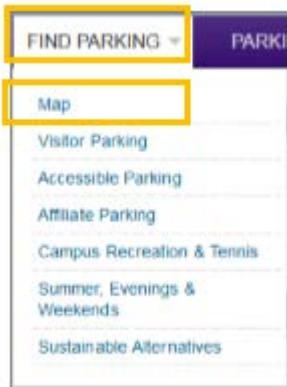 FIND PARKING PARKI
Map
Visitor Parking
Accessible Parking
Affiliate Parking
Campus Recreation & Tennis
Summer, Evenings &
Weekends
Sustainable Alternatives